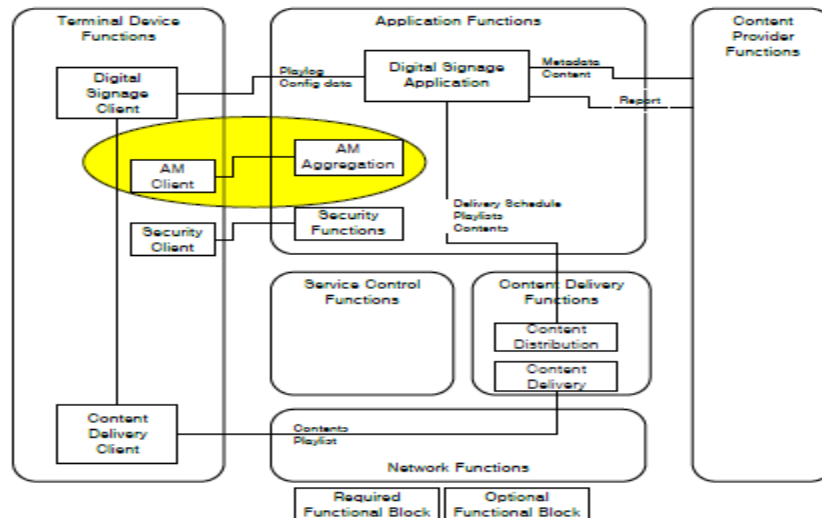 Terminal Device
Functions
Application Functions
Content
Provider
Functions
Digital
Signage
Client
Playlog
Config data
Digital Signage
Application
Metadata
Content
Report
AM
Client
AM
Aggregation
Security
Client
Security
Functions
Delivery Schedule
Playlists
Contents
Service Control
Functions
Content Delivery
Functions
Content
Distribution
Content
Delivery
Content
Delivery
Client
Contents
Playlist
Network Functions
Required
Functional Block
Optional
Functional Block